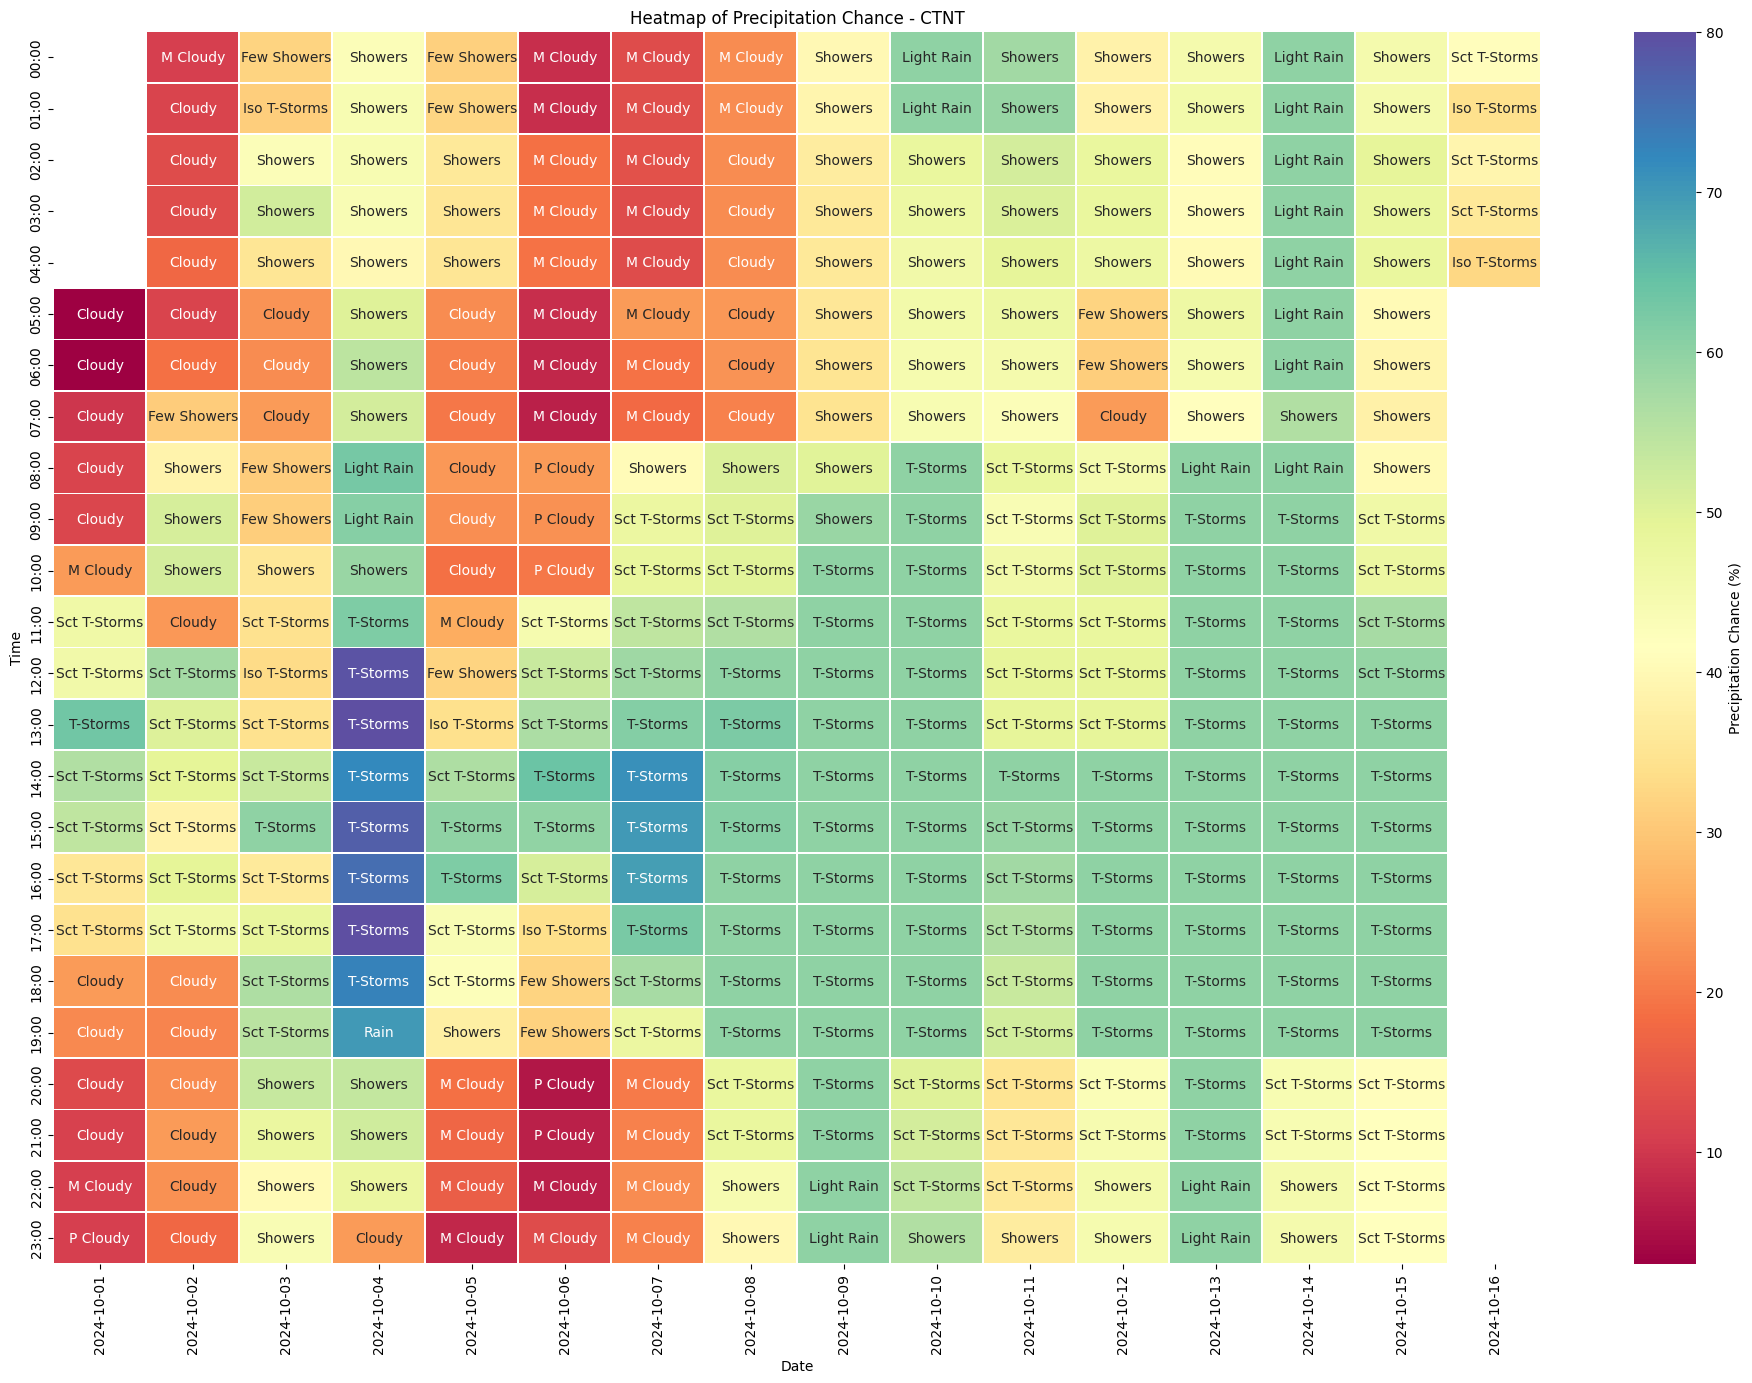 Heatmap of Precipitation Chance - CTNT
00:00 M Cloudy Few Showers Showers Few Showers M Cloudy M Cloudy M Cloudy Showers Light Rain Showers Showers Showers Light Rain Showers Sct T-Storms
01:00 Cloudy Iso T-Storms Showers Few Showers M Cloudy M Cloudy M Cloudy Showers Light Rain Showers Showers Showers Light Rain Showers Iso T-Storms
02:00 Cloudy Showers Showers Showers M Cloudy M Cloudy Cloudy Showers Showers Showers Showers Showers Light Rain Showers Sct T-Storms
03:00 Cloudy Showers Showers Showers M Cloudy M Cloudy Cloudy Showers Showers Showers Showers Showers Light Rain Showers Sct T-Storms
04:00 Cloudy Showers Showers Showers M Cloudy M Cloudy Cloudy Showers Showers Showers Showers Showers Light Rain Showers Iso T-Storms
05:00 Cloudy Cloudy Cloudy Showers Cloudy M Cloudy M Cloudy Cloudy Showers Showers Showers Few Showers Showers Light Rain Showers
06:00 Cloudy Cloudy Cloudy Showers Cloudy M Cloudy M Cloudy Cloudy Showers Showers Showers Few Showers Showers Light Rain Showers
07:00 Cloudy Few Showers Cloudy Showers Cloudy M Cloudy M Cloudy Cloudy Showers Showers Showers Cloudy Showers Showers Showers
08:00 Cloudy Showers Few Showers Light Rain Cloudy P Cloudy Showers Showers Showers T-Storms Sct T-Storms Sct T-Storms Light Rain Light Rain Showers
09:00 Cloudy Showers Few Showers Light Rain Cloudy P Cloudy Sct T-Storms Sct T-Storms Showers T-Storms Sct T-Storms Sct T-Storms T-Storms T-Storms Sct T-Storms
10:00 M Cloudy Showers Showers Showers Cloudy P Cloudy Sct T-Storms Sct T-Storms T-Storms T-Storms Sct T-Storms Sct T-Storms T-Storms T-Storms Sct T-Storms
11:00 Sct T-Storms Cloudy Sct T-Storms T-Storms M Cloudy Sct T-Storms Sct T-Storms Sct T-Storms T-Storms T-Storms Sct T-Storms Sct T-Storms T-Storms T-Storms Sct T-Storms
12:00 Sct T-Storms Sct T-Storms Iso T-Storms T-Storms Few Showers Sct T-Storms Sct T-Storms T-Storms T-Storms T-Storms Sct T-Storms Sct T-Storms T-Storms T-Storms Sct T-Storms
13:00 T-Storms Sct T-Storms Sct T-Storms T-Storms Iso T-Storms Sct T-Storms T-Storms T-Storms T-Storms T-Storms Sct T-Storms Sct T-Storms T-Storms T-Storms T-Storms
14:00 Sct T-Storms Sct T-Storms Sct T-Storms T-Storms Sct T-Storms T-Storms T-Storms T-Storms T-Storms T-Storms T-Storms T-Storms T-Storms T-Storms T-Storms
15:00 Sct T-Storms Sct T-Storms T-Storms T-Storms T-Storms T-Storms T-Storms T-Storms T-Storms T-Storms Sct T-Storms T-Storms T-Storms T-Storms T-Storms
16:00 Sct T-Storms Sct T-Storms Sct T-Storms T-Storms T-Storms Sct T-Storms T-Storms T-Storms T-Storms T-Storms Sct T-Storms T-Storms T-Storms T-Storms T-Storms
17:00 Sct T-Storms Sct T-Storms Sct T-Storms T-Storms Sct T-Storms Iso T-Storms T-Storms T-Storms T-Storms T-Storms Sct T-Storms T-Storms T-Storms T-Storms T-Storms
18:00 Cloudy Cloudy Sct T-Storms T-Storms Sct T-Storms Few Showers Sct T-Storms T-Storms T-Storms T-Storms Sct T-Storms T-Storms T-Storms T-Storms T-Storms
19:00 Cloudy Cloudy Sct T-Storms Rain Showers Few Showers Sct T-Storms T-Storms T-Storms T-Storms Sct T-Storms T-Storms T-Storms T-Storms T-Storms
20:00 Cloudy Cloudy Showers Showers M Cloudy P Cloudy M Cloudy Sct T-Storms T-Storms Sct T-Storms Sct T-Storms Sct T-Storms T-Storms Sct T-Storms Sct T-Storms
21:00 Cloudy Cloudy Showers Showers M Cloudy P Cloudy M Cloudy Sct T-Storms T-Storms Sct T-Storms Sct T-Storms Sct T-Storms T-Storms Sct T-Storms Sct T-Storms
22:00 M Cloudy Cloudy Showers Showers M Cloudy M Cloudy M Cloudy Showers Light Rain Sct T-Storms Sct T-Storms Showers Light Rain Showers Sct T-Storms
23:00 P Cloudy Cloudy Showers Cloudy M Cloudy M Cloudy M Cloudy Showers Light Rain Showers Showers Showers Light Rain Showers Sct T-Storms
Time
2024-10-01 2024-10-02 2024-10-03 2024-10-04 2024-10-05 2024-10-06 2024-10-07 2024-10-08 2024-10-09 2024-10-10 2024-10-11 2024-10-12 2024-10-13 2024-10-14 2024-10-15 2024-10-16
Date
80
70
60
50
40
30
20
10
Precipitation Chance (%)